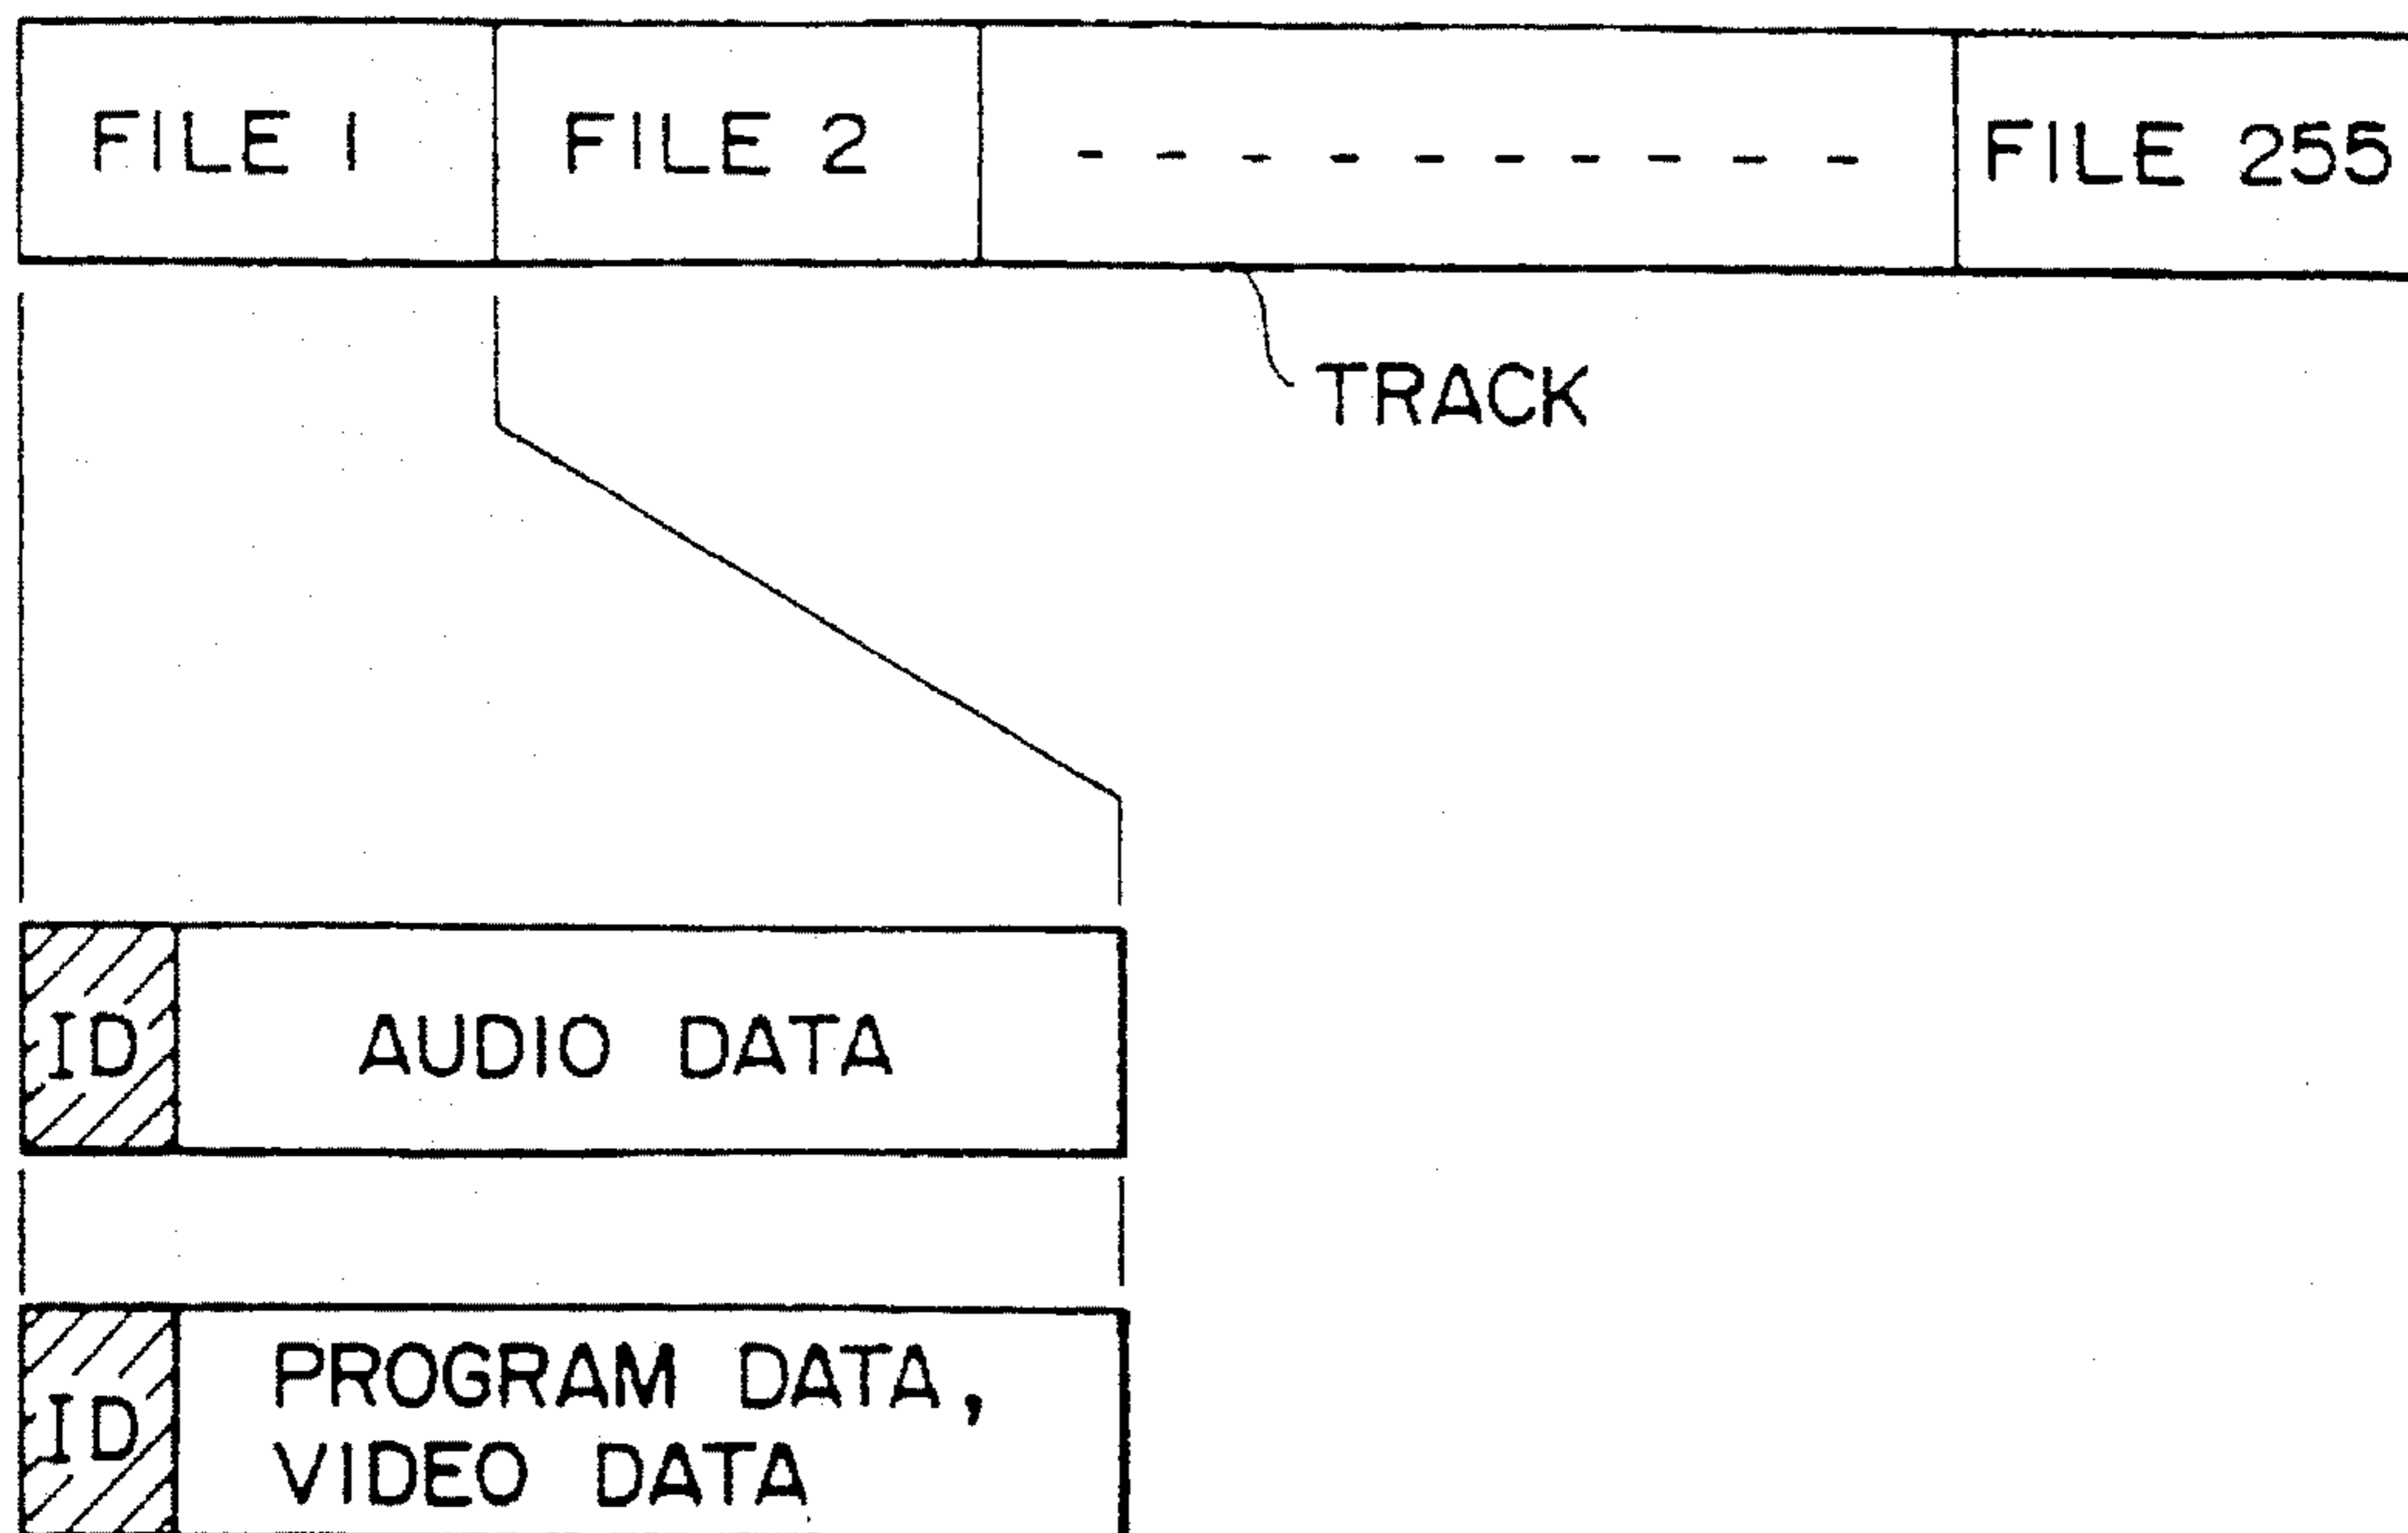 FILE 1 FILE 2 - - - - - - - - - - FILE 255
TRACK
ID AUDIO DATA
ID PROGRAM DATA,
VIDEO DATA